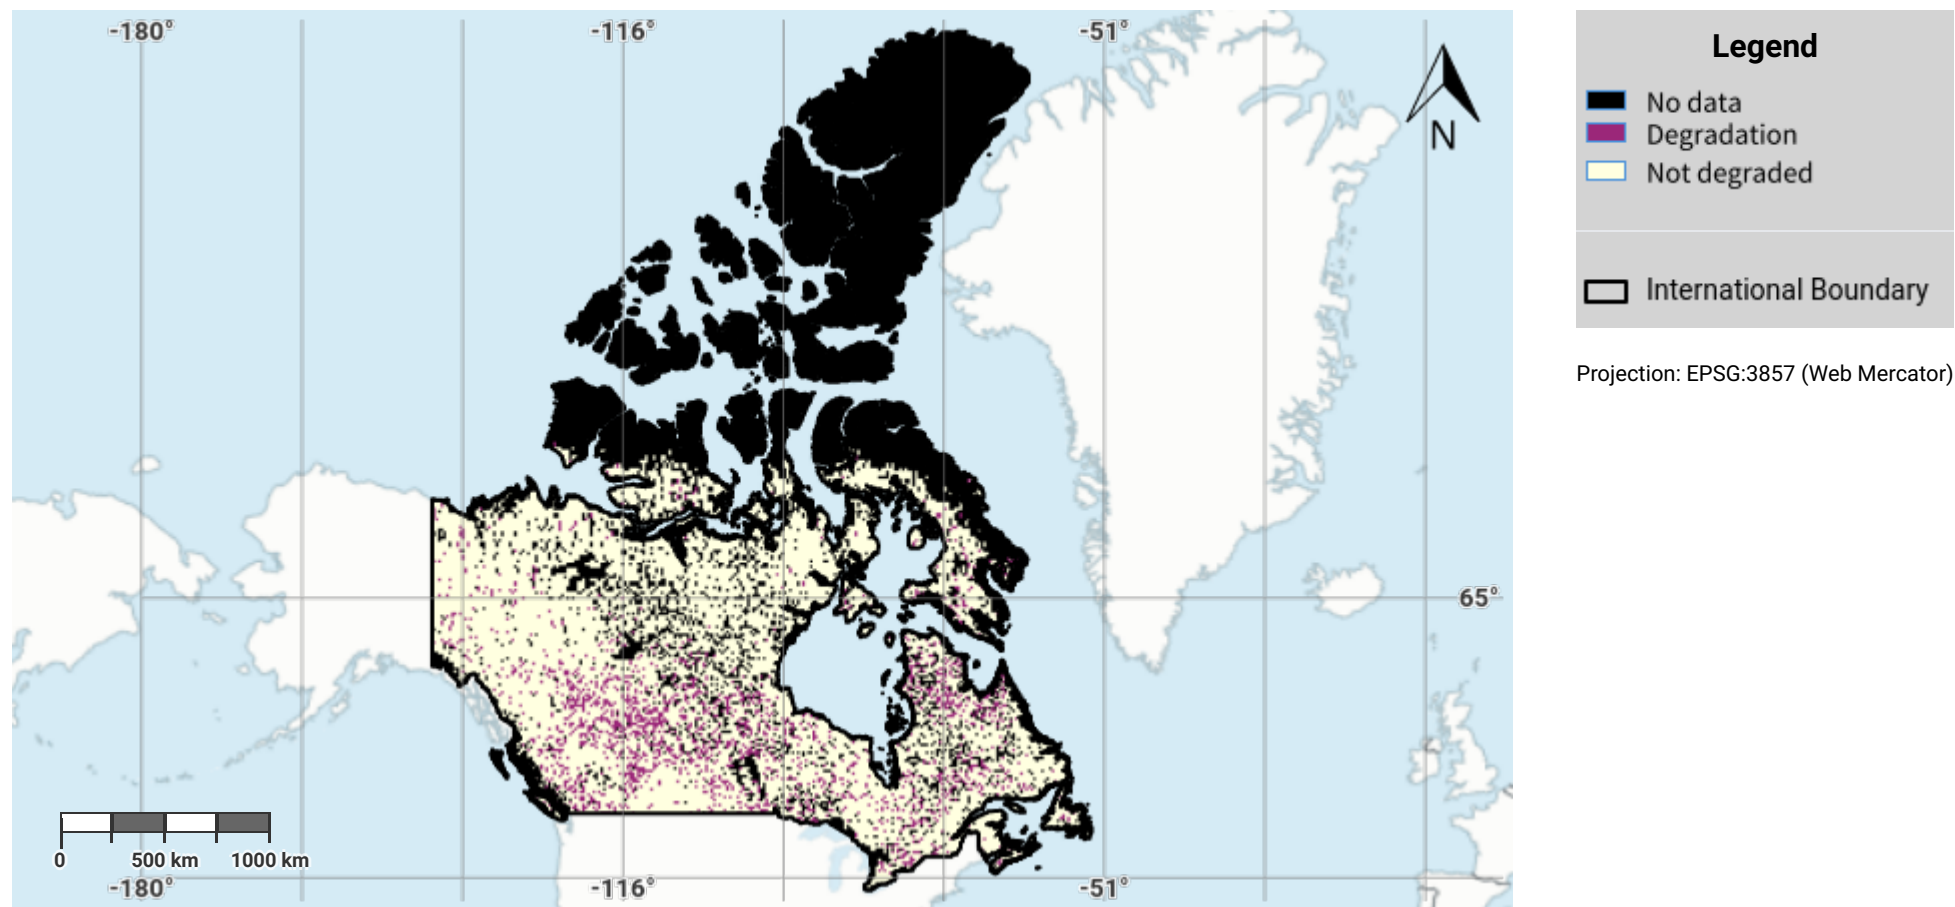 -180° -116° -51°
N
65°
0 500 km 1000 km
-180° -116° -51°
Legend
No data
Degradation
Not degraded
International Boundary
Projection: EPSG:3857 (Web Mercator)